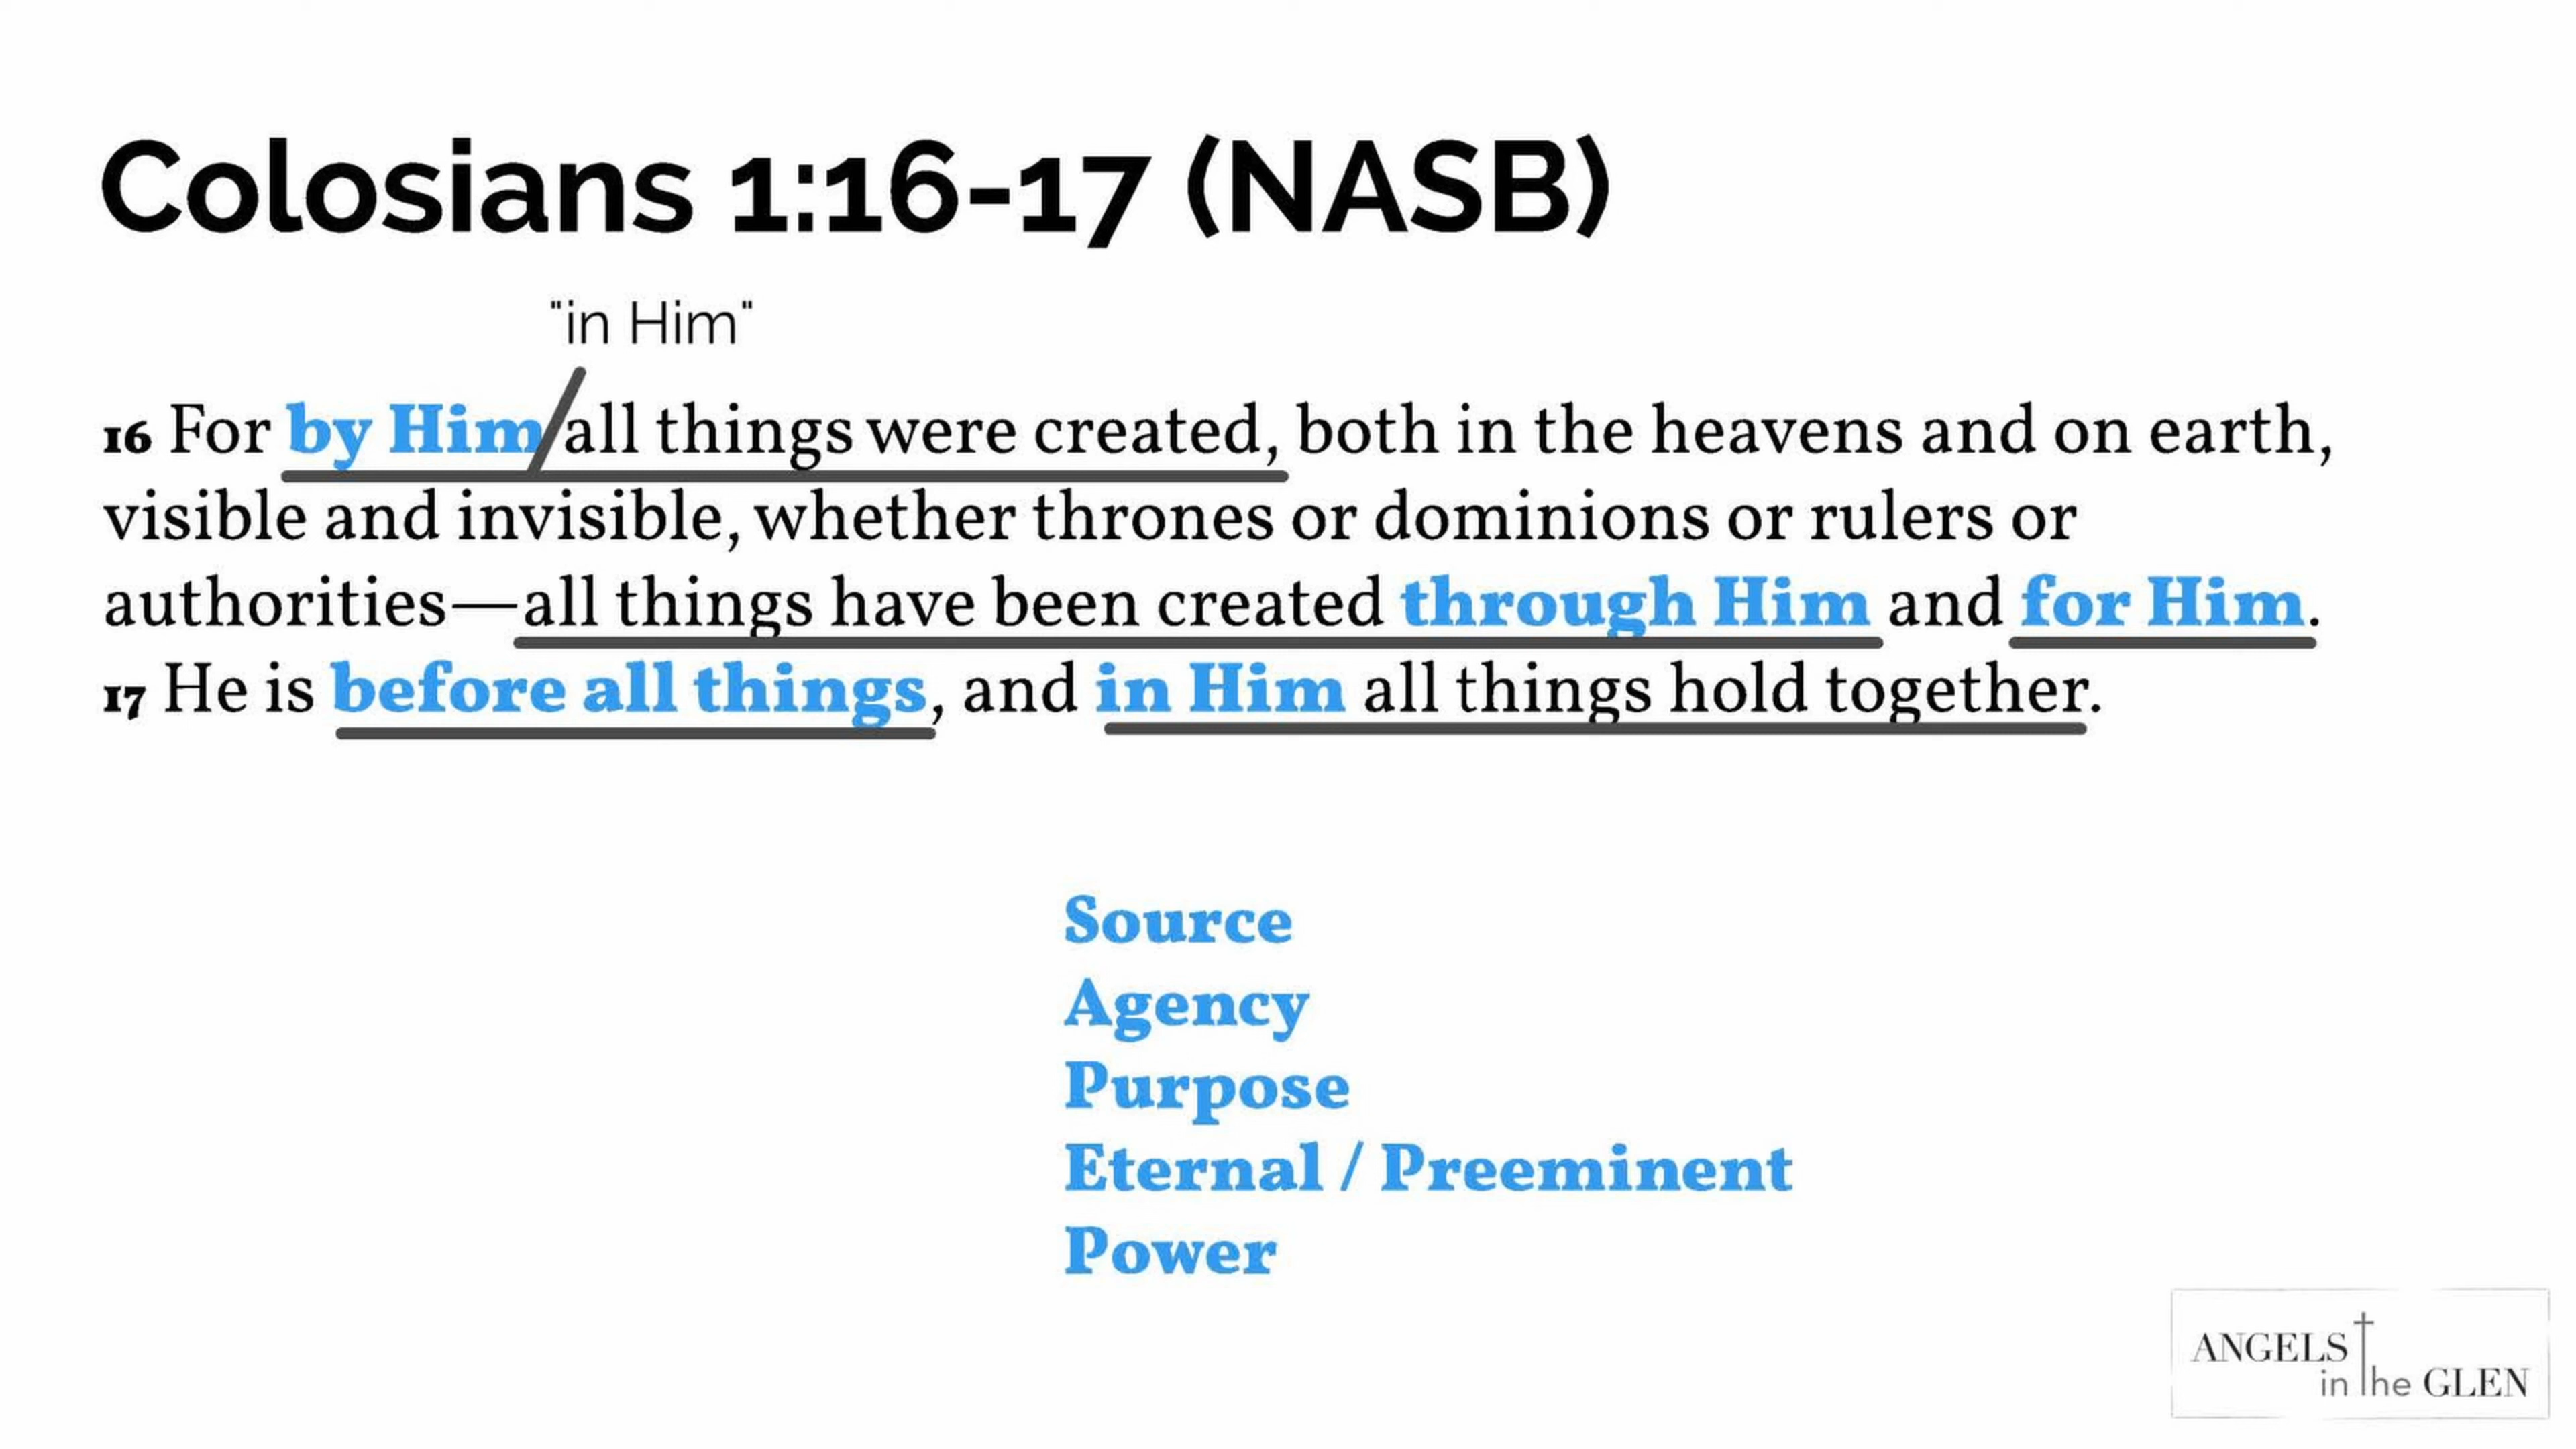 Colosians 1:16-17 (NASB)
"in Him"
16 For by Him/all things were created, both in the heavens and on earth,
visible and invisible, whether thrones or dominions or rulers or
authorities—all things have been created through Him and for Him.
17 He is before all things, and in Him all things hold together.
Source
Agency
Purpose
Eternal / Preeminent
Power
ANGELS
in the GLEN